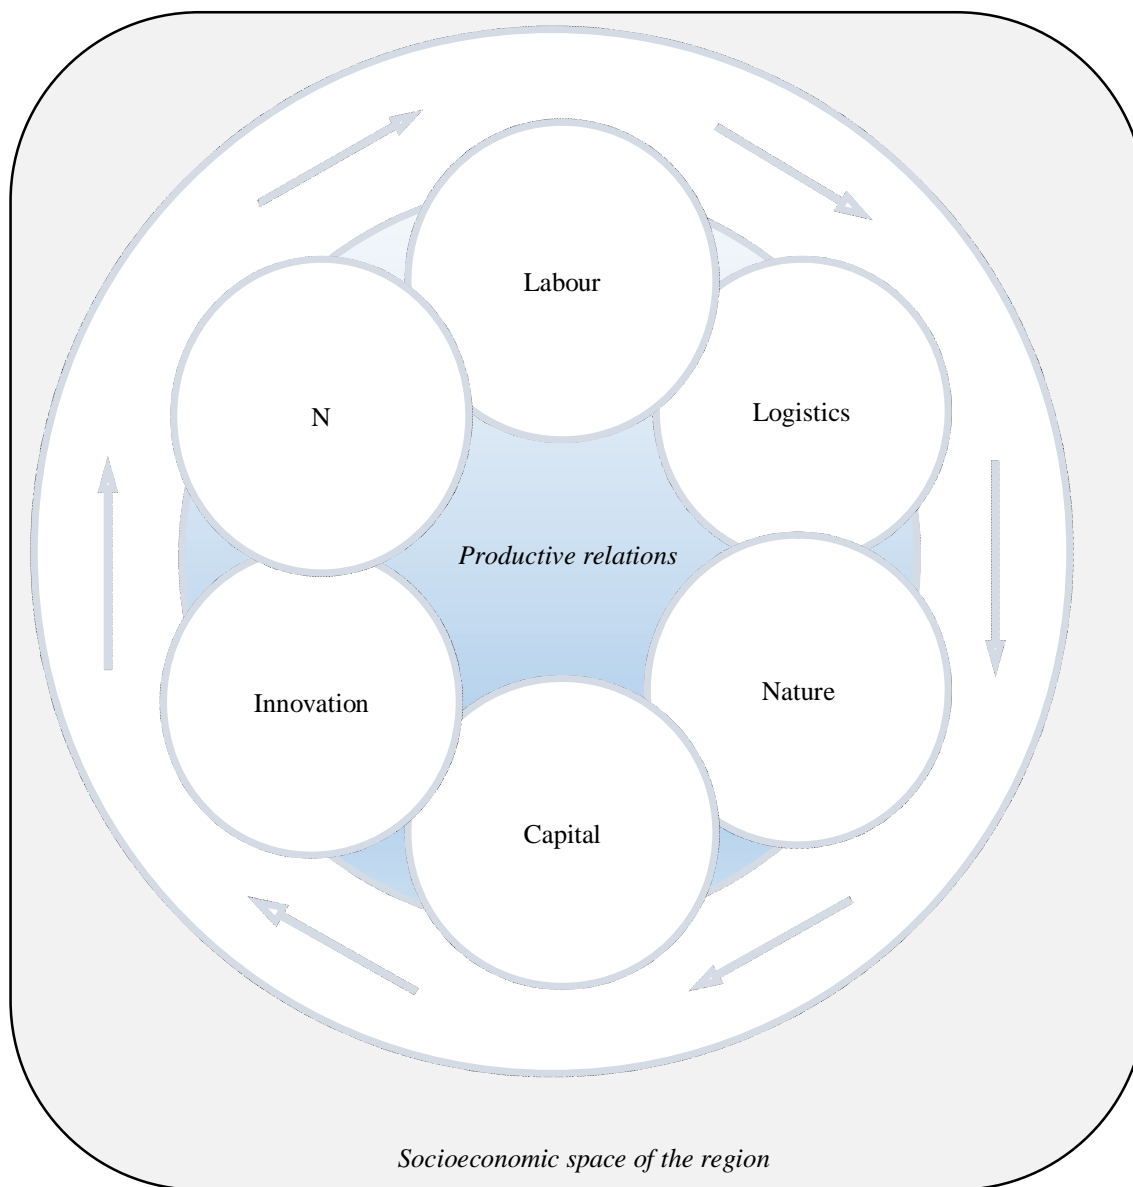 Labour
Logistics
N
Productive relations
Nature
Innovation
Capital
Socioeconomic space of the region